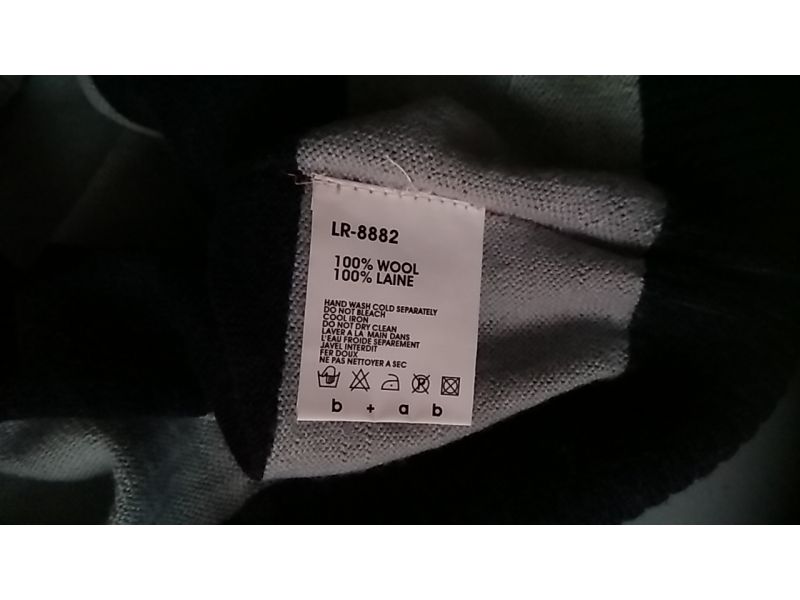 LR-8882
100% WOOL
100% LAINE
HAND WASH COLD SEPARATELY
DO NOT BLEACH
COOL IRON
DO NOT DRY CLEAN
LAVER A LA MAIN DANS
L'EAU FROIDE SEPAREMENT
JAVEL INTERDIT
FER DOUX
NE PAS NETTOYER A SEC
b + a b